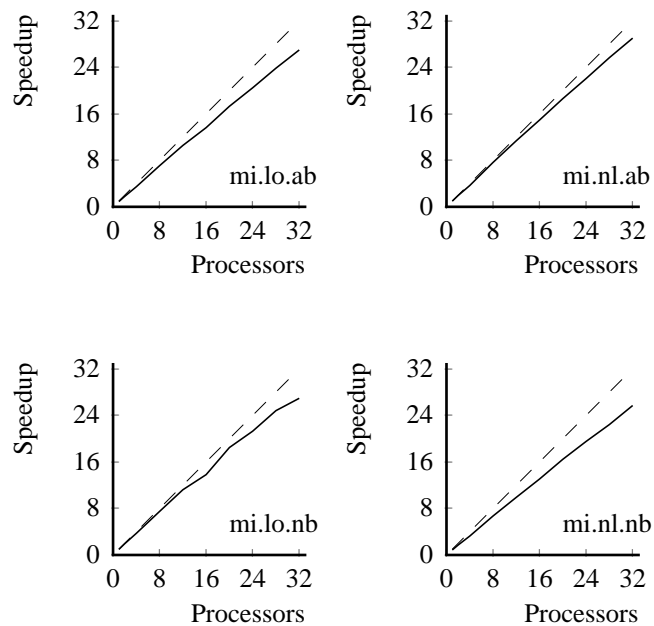 Speedup
32
24
16
8
0
mi.lo.ab
0 8 16 24 32
Processors
Speedup
32
24
16
8
0
mi.nl.ab
0 8 16 24 32
Processors
Speedup
32
24
16
8
0
mi.lo.nb
0 8 16 24 32
Processors
Speedup
32
24
16
8
0
mi.nl.nb
0 8 16 24 32
Processors